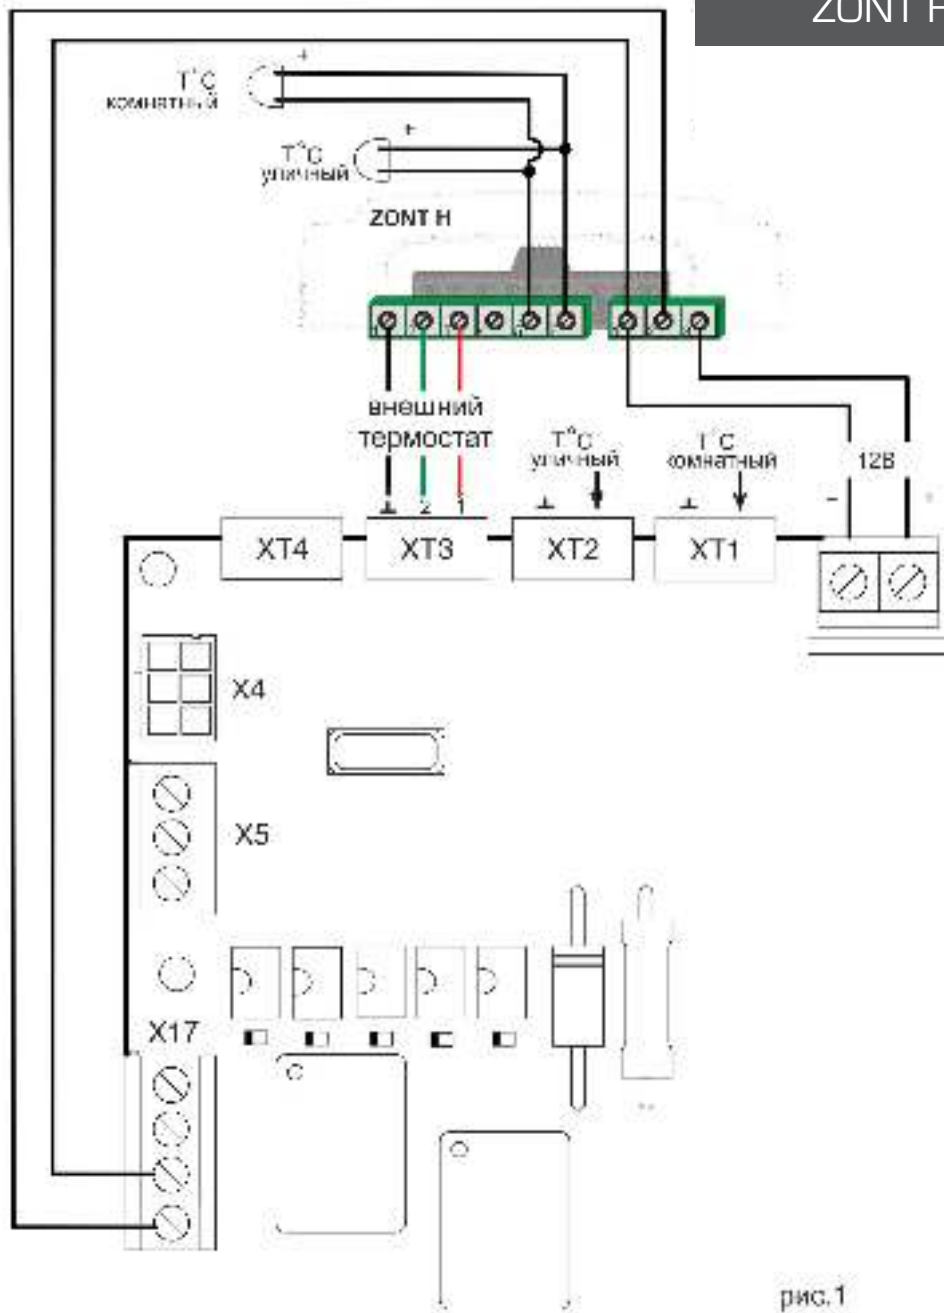 ZONT H
+
T°C
комнатный
+
T°C
уличный
ZONT H
внешний
термостат
T°C
уличный
T°C
комнатный
12В
-
+
2
1
XT4
XT3
XT2
XT1
X4
X5
X17
рис.1